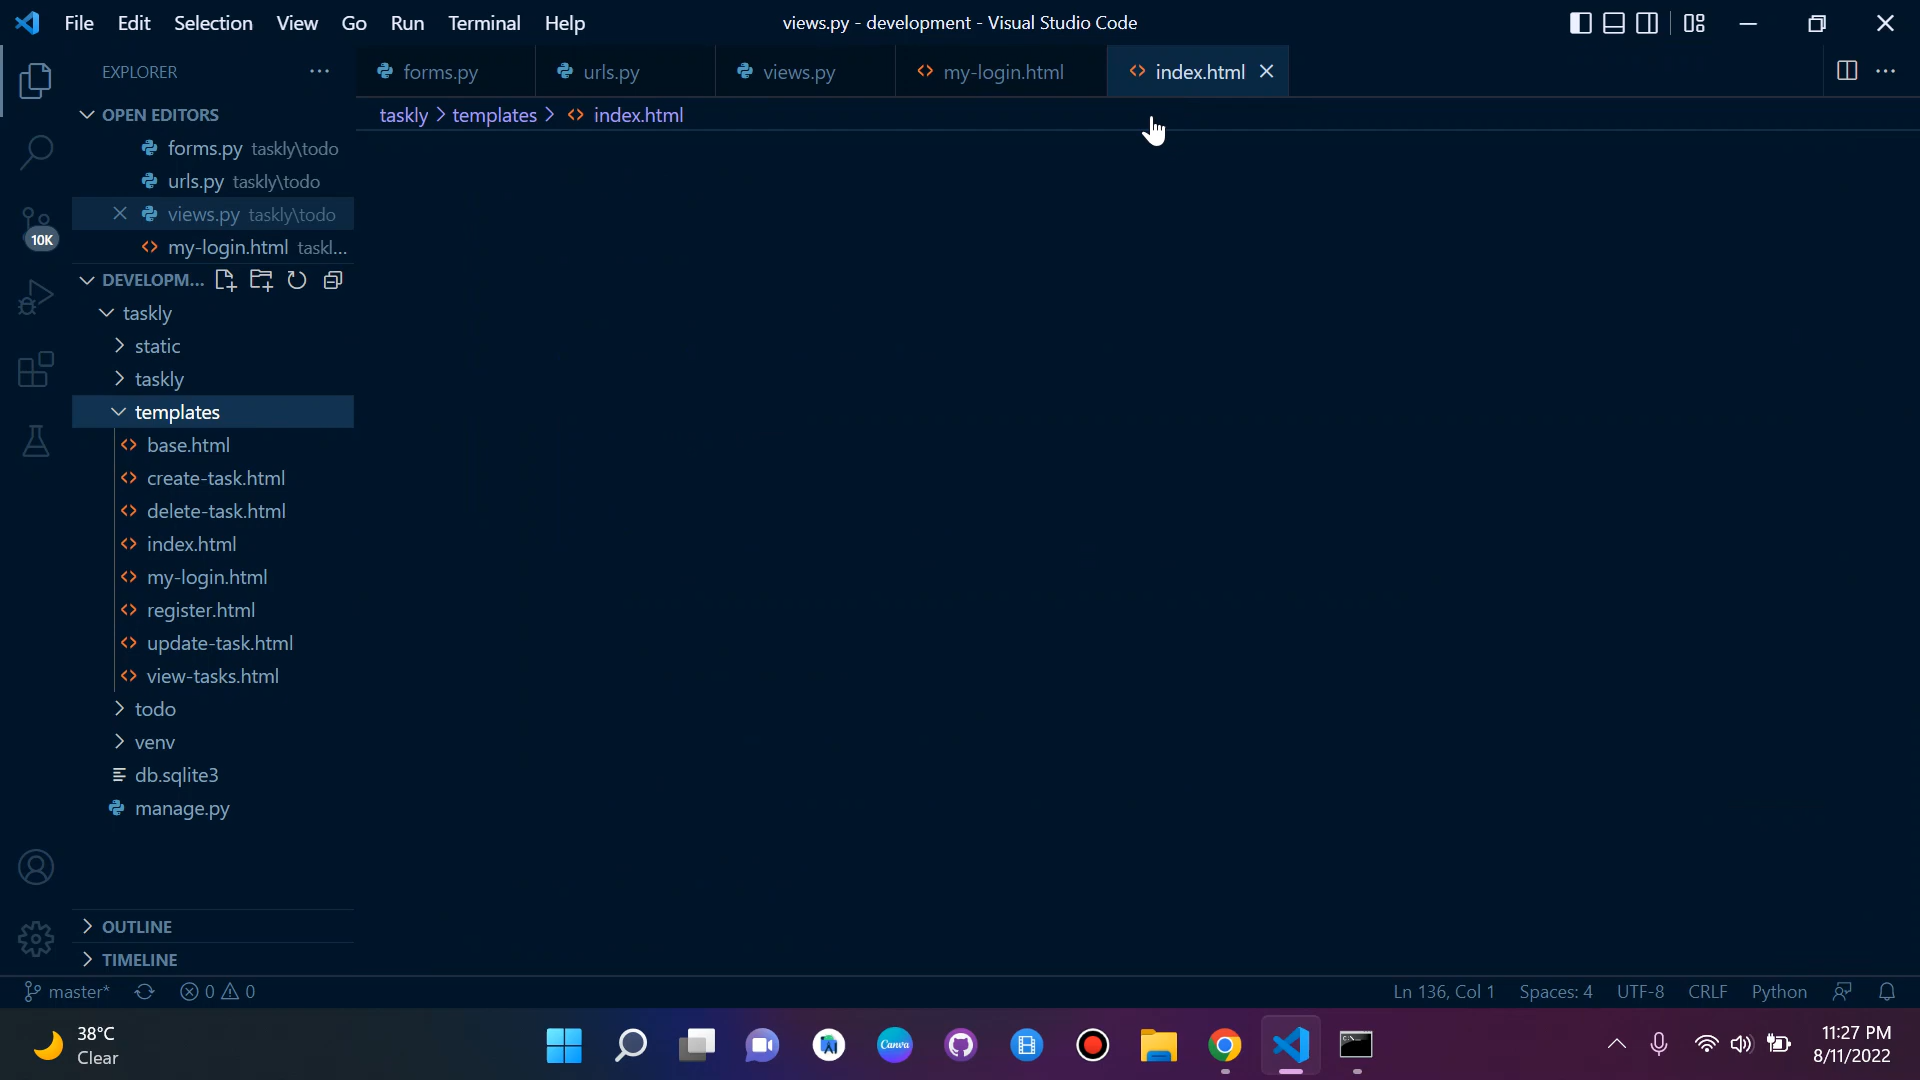 File Edit Selection View Go Run Terminal Help
views.py - development - Visual Studio Code
EXPLORER
forms.py
urls.py
views.py
my-login.html
index.html
taskly > templates > index.html
OPEN EDITORS
forms.py taskly\todo
urls.py taskly\todo
views.py taskly\todo
my-login.html taskl...
10K
DEVELOPM...
taskly
static
taskly
templates
base.html
create-task.html
delete-task.html
index.html
my-login.html
register.html
update-task.html
view-tasks.html
todo
venv
db.sqlite3
manage.py
OUTLINE
TIMELINE
master* 0 0
Ln 136, Col 1 Spaces: 4 UTF-8 CRLF Python
38°C
Clear
Canva
11:27 PM
8/11/2022